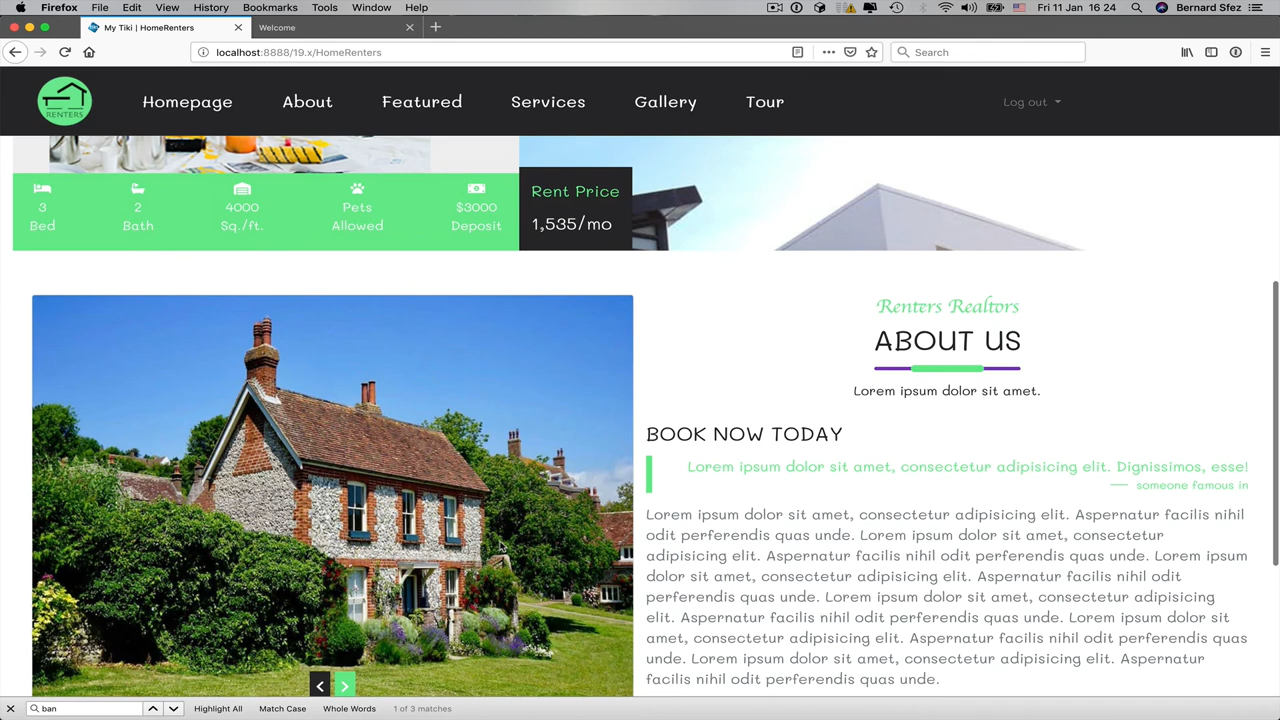 Firefox File Edit View History Bookmarks Tools Window Help
Fri 11 Jan 16 24 Bernard Sfez
My Tiki | HomeRenters
Welcome
localhost:8888/19.x/HomeRenters
Search
RENTERS
Homepage About Featured Services Gallery Tour
Log out
3
Bed
2
Bath
4000
Sq./ft.
Pets
Allowed
$3000
Deposit
Rent Price
1,535/mo
Renters Realtors
ABOUT US
Lorem ipsum dolor sit amet.
BOOK NOW TODAY
Lorem ipsum dolor sit amet, consectetur adipisicing elit. Dignissimos, esse!
— someone famous in
Lorem ipsum dolor sit amet, consectetur adipisicing elit. Aspernatur facilis nihil
odit perferendis quas unde. Lorem ipsum dolor sit amet, consectetur
adipisicing elit. Aspernatur facilis nihil odit perferendis quas unde. Lorem ipsum
dolor sit amet, consectetur adipisicing elit. Aspernatur facilis nihil odit
perferendis quas unde. Lorem ipsum dolor sit amet, consectetur adipisicing
elit. Aspernatur facilis nihil odit perferendis quas unde. Lorem ipsum dolor sit
amet, consectetur adipisicing elit. Aspernatur facilis nihil odit perferendis quas
unde. Lorem ipsum dolor sit amet, consectetur adipisicing elit. Aspernatur
facilis nihil odit perferendis quas unde.
ban
Highlight All Match Case Whole Words 1 of 3 matches